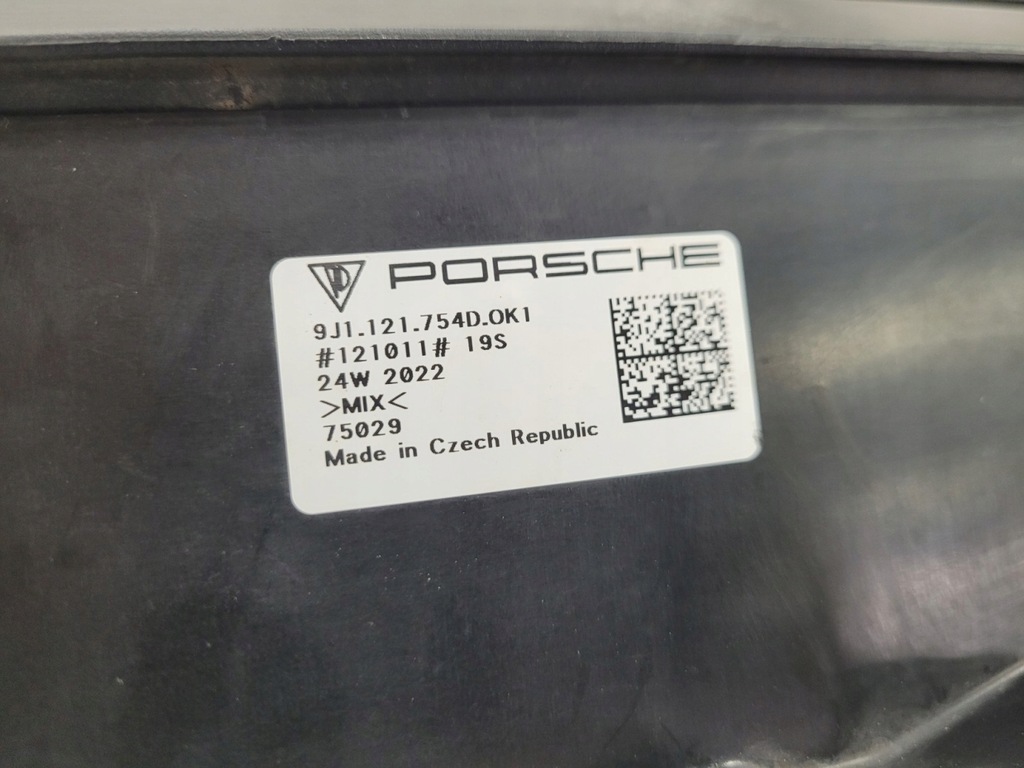 PORSCHE
9J1.121.754D.OK1
#121011# 19S
24W 2022
>MIX<
75029
Made in Czech Republic